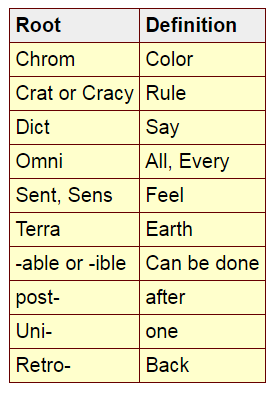 Root Definition
Chrom Color
Crat or Cracy Rule
Dict Say
Omni All, Every
Sent, Sens Feel
Terra Earth
-able or -ible Can be done
post- after
Uni- one
Retro- Back